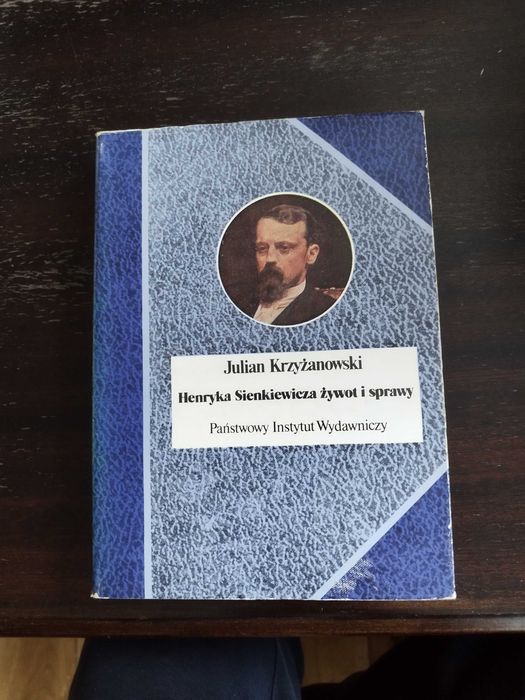 Julian Krzyżanowski
Henryka Sienkiewicza żywot i sprawy
Państwowy Instytut Wydawniczy